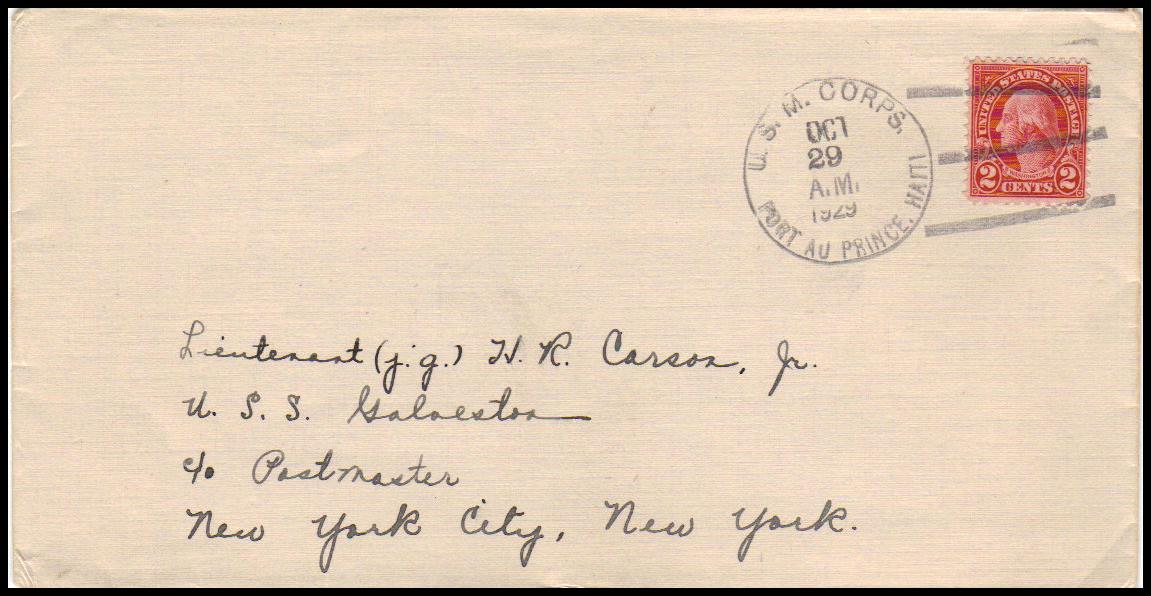 U. S. M. CORPS,
OCT
29
A.M.
1929
PORT AU PRINCE, HAITI
UNITED STATES POSTAGE
WASHINGTON
2 CENTS 2
Lieutenant (j.g.) H. R. Carson, Jr.
U. S. S. Galveston
c/o Postmaster
New York City, New York.